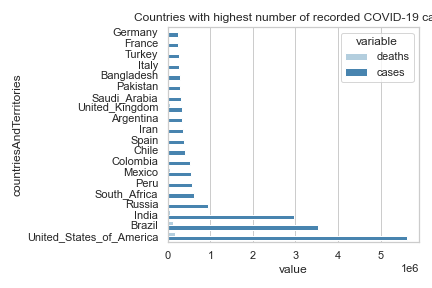 Countries with highest number of recorded COVID-19 ca
countriesAndTerritories
Germany
France
Turkey
Italy
Bangladesh
Pakistan
Saudi_Arabia
United_Kingdom
Argentina
Iran
Spain
Chile
Colombia
Mexico
Peru
South_Africa
Russia
India
Brazil
United_States_of_America
variable
deaths
cases
0 1 2 3 4 5
1e6
value